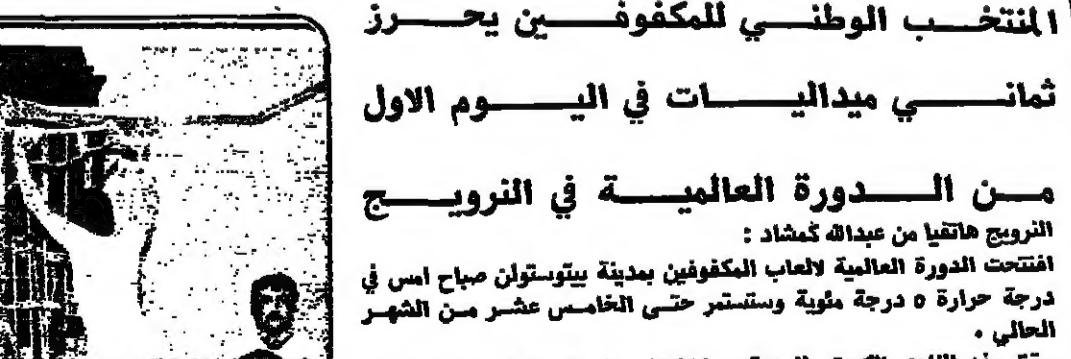 المنتخب الوطني للمكفوفين يحرز
ثماني ميداليات في اليوم الاول
من الدورة العالمية في النرويج
النرويج هاتفيا من عبدالله كمشاد :
افتتحت الدورة العالمية لالعاب المكفوفين بمدينة بيتوستولن صباح امس في
درجة حرارة ٥ درجة مئوية وستستمر حتى الخامس عشر من الشهر
الحالي .